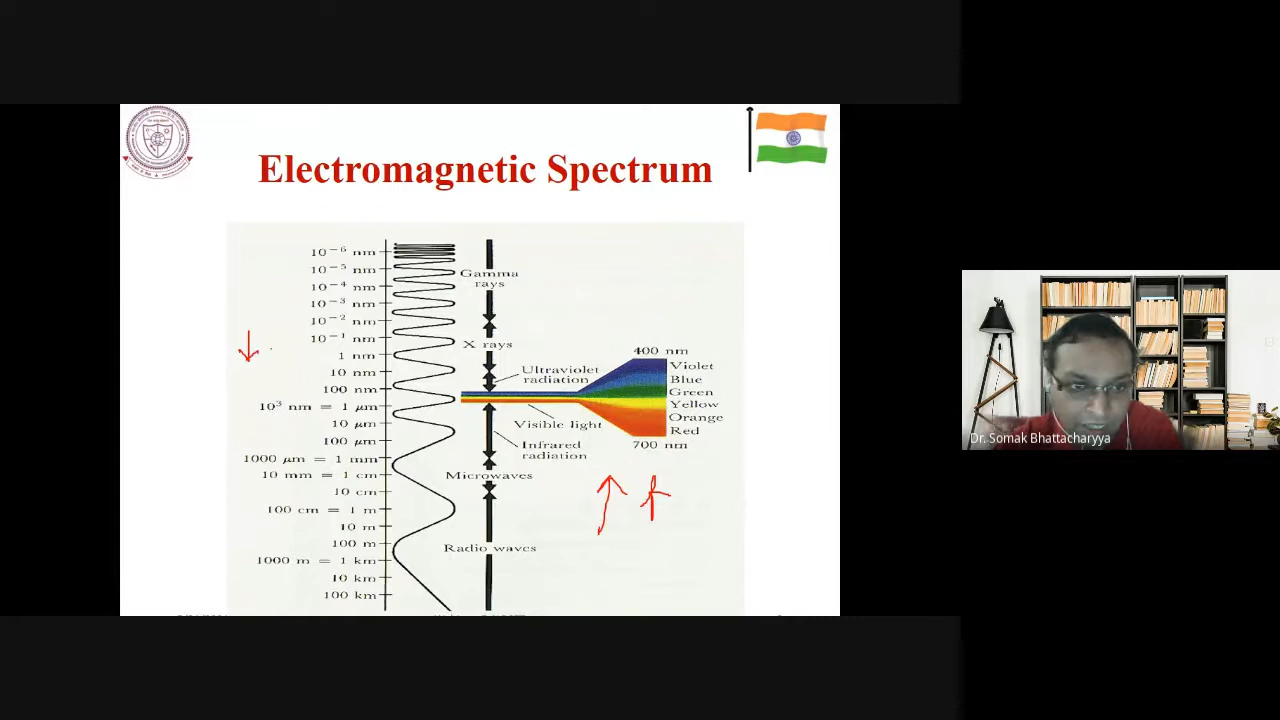 Electromagnetic Spectrum
10⁻⁶ nm
10⁻⁵ nm
10⁻⁴ nm
10⁻³ nm
10⁻² nm
10⁻¹ nm
1 nm
10 nm
100 nm
10³ nm = 1 μm
10 μm
100 μm
1000 μm = 1 mm
10 mm = 1 cm
10 cm
100 cm = 1 m
10 m
100 m
1000 m = 1 km
10 km
100 km
Gamma
rays
X rays
Ultraviolet
radiation
Visible light
Infrared
radiation
Microwaves
Radio waves
400 nm
Violet
Blue
Green
Yellow
Orange
Red
700 nm
f
Dr. Somak Bhattacharyya